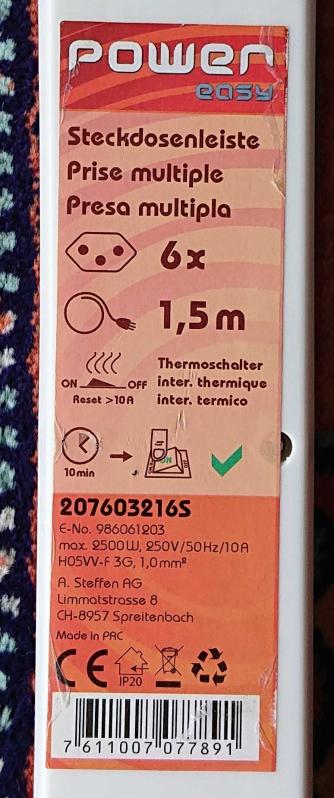 power
easy
Steckdosenleiste
Prise multiple
Presa multipla
6x
1,5 m
ON OFF
Reset >10A
Thermoschalter
inter. thermique
inter. termico
10min
207603216S
E-No. 986061203
max. 2500W, 250V/50Hz/10A
H05VV-F 3G, 1,0mm²
A. Steffen AG
Limmatstrasse 8
CH-8957 Spreitenbach
Made in PRC
CE
IP20
7 611007 077891